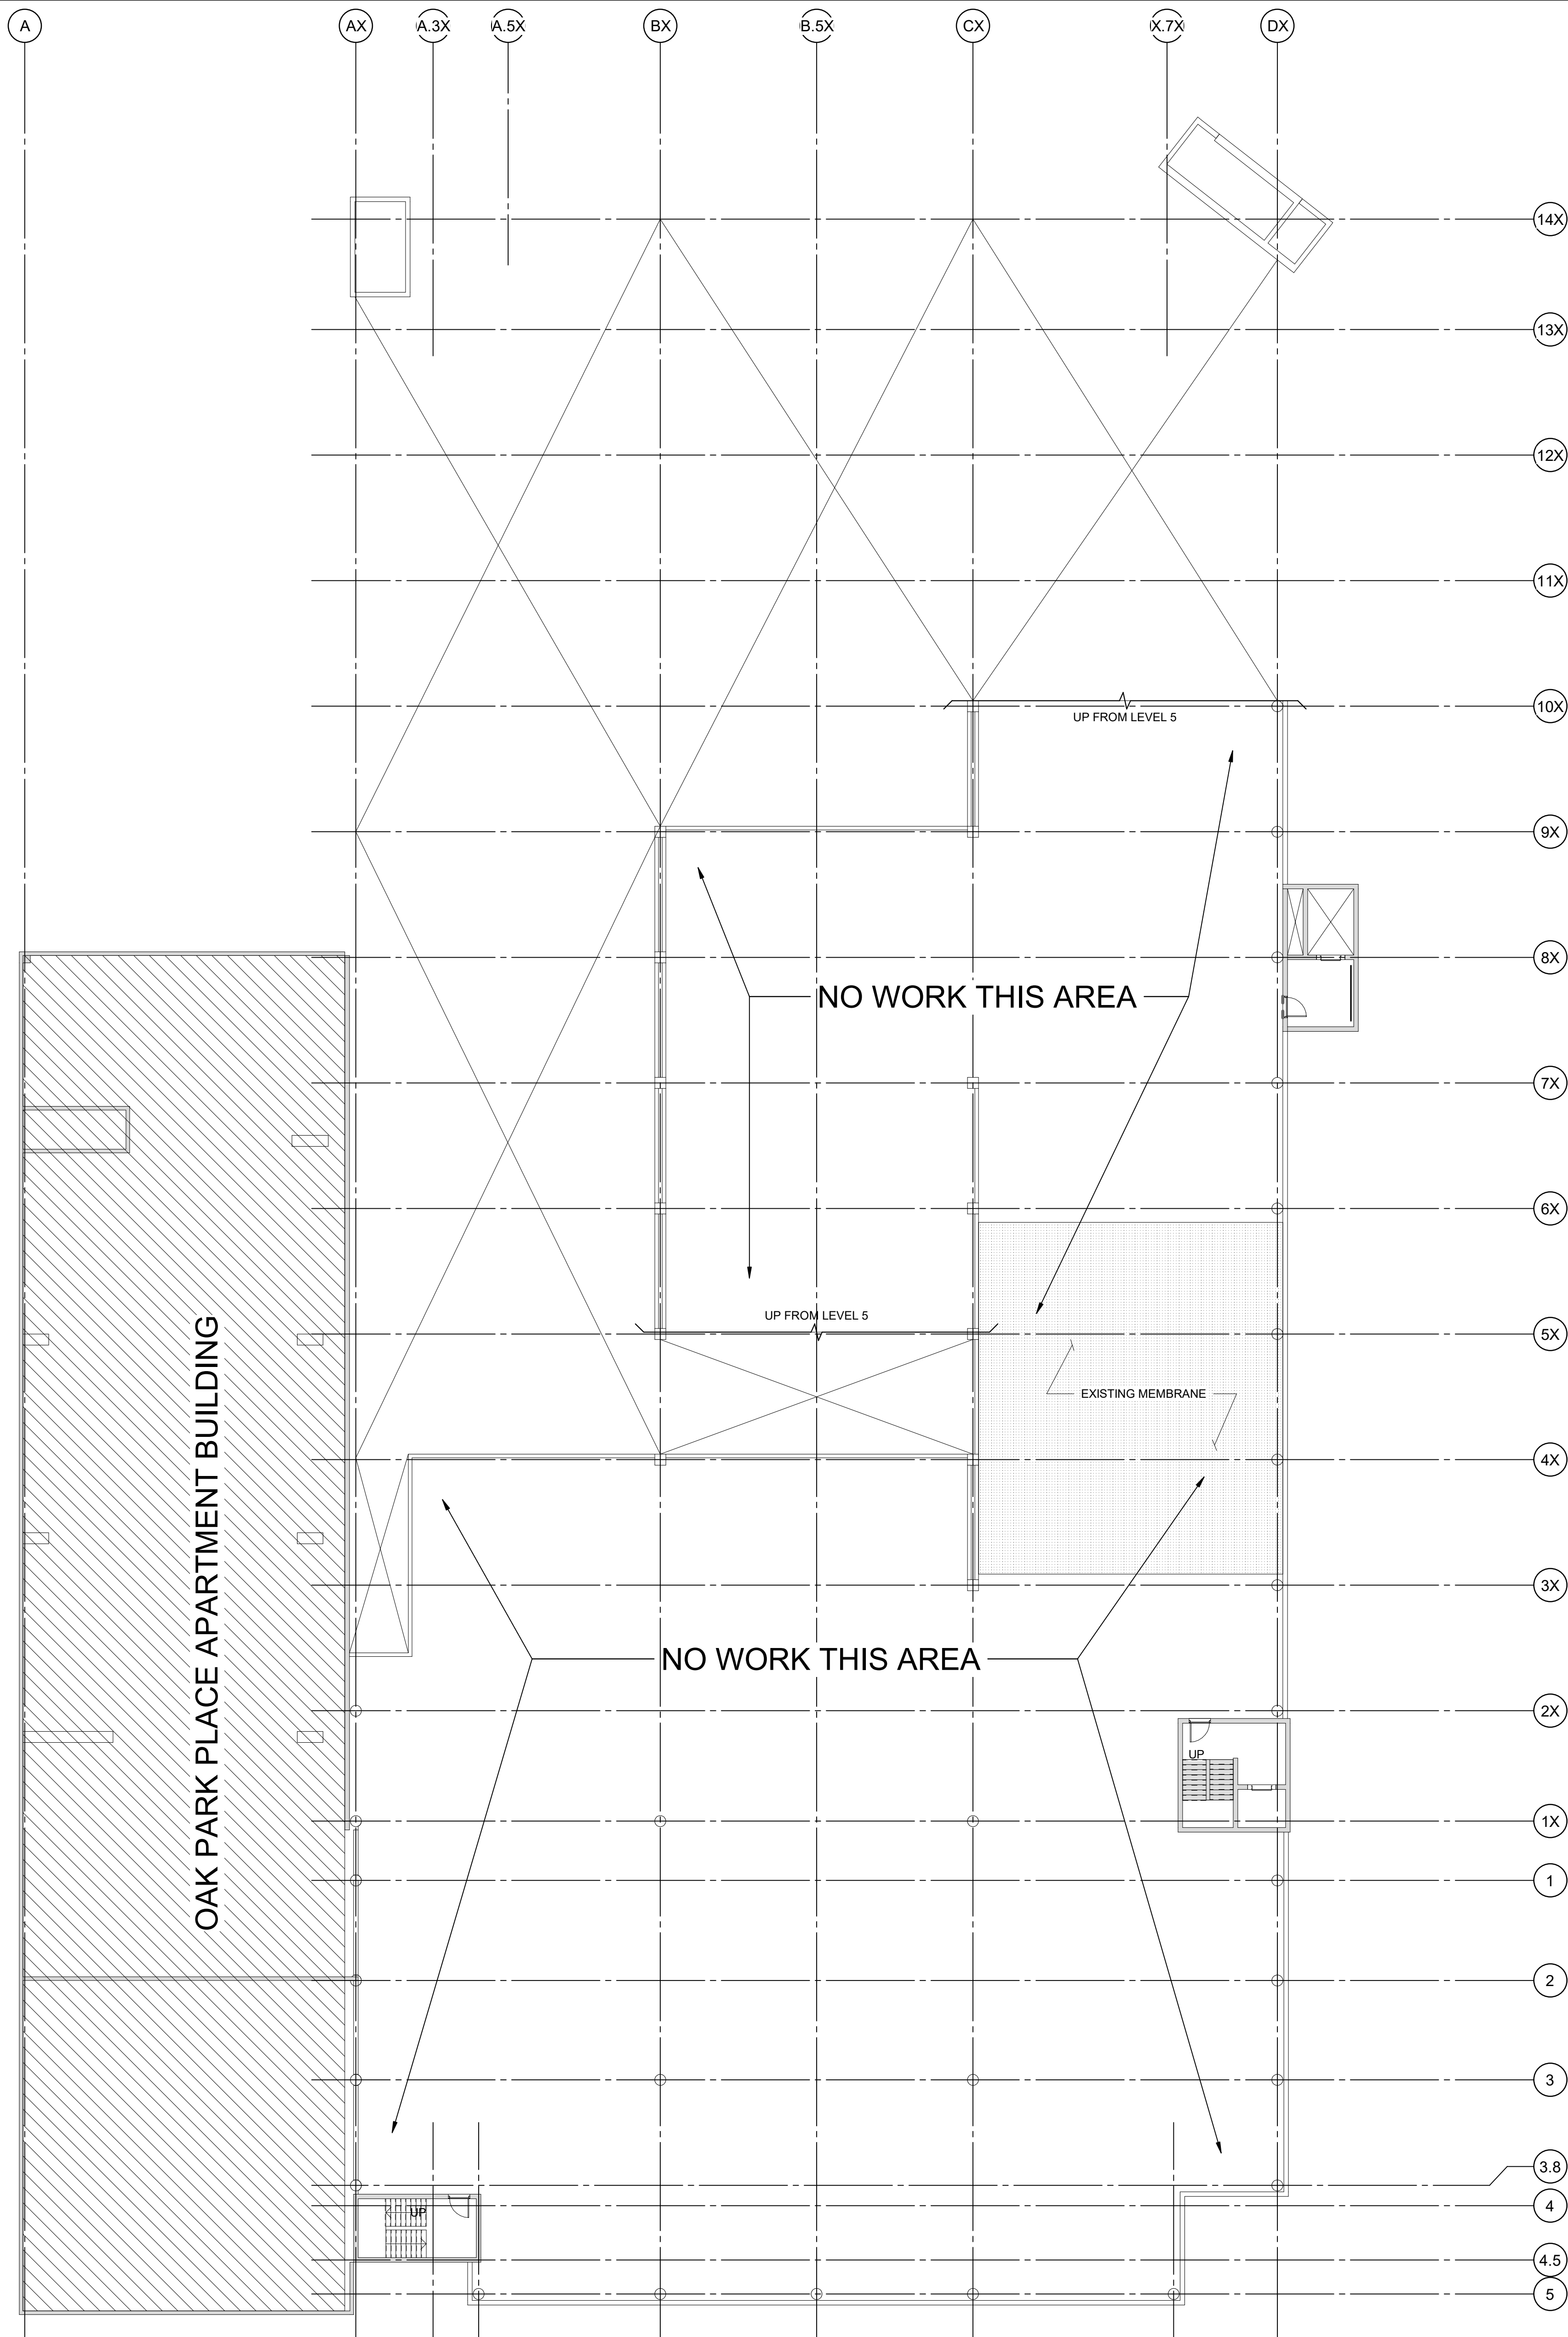 A
AX
A.3X
A.5X
BX
B.5X
CX
X.7X
DX
14X
13X
12X
11X
10X
UP FROM LEVEL 5
9X
8X
NO WORK THIS AREA
7X
6X
UP FROM LEVEL 5
5X
EXISTING MEMBRANE
4X
OAK PARK PLACE APARTMENT BUILDING
3X
NO WORK THIS AREA
2X
UP
1X
1
2
3
3.8
4
UP
4.5
5